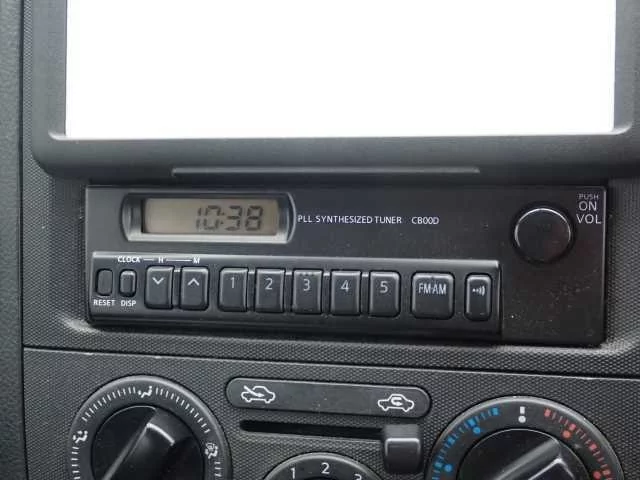 PUSH
ON
VOL
10:38
PLL SYNTHESIZED TUNER CB00D
CLOCK H M
RESET DISP 1 2 3 4 5 FM·AM
1 2 3